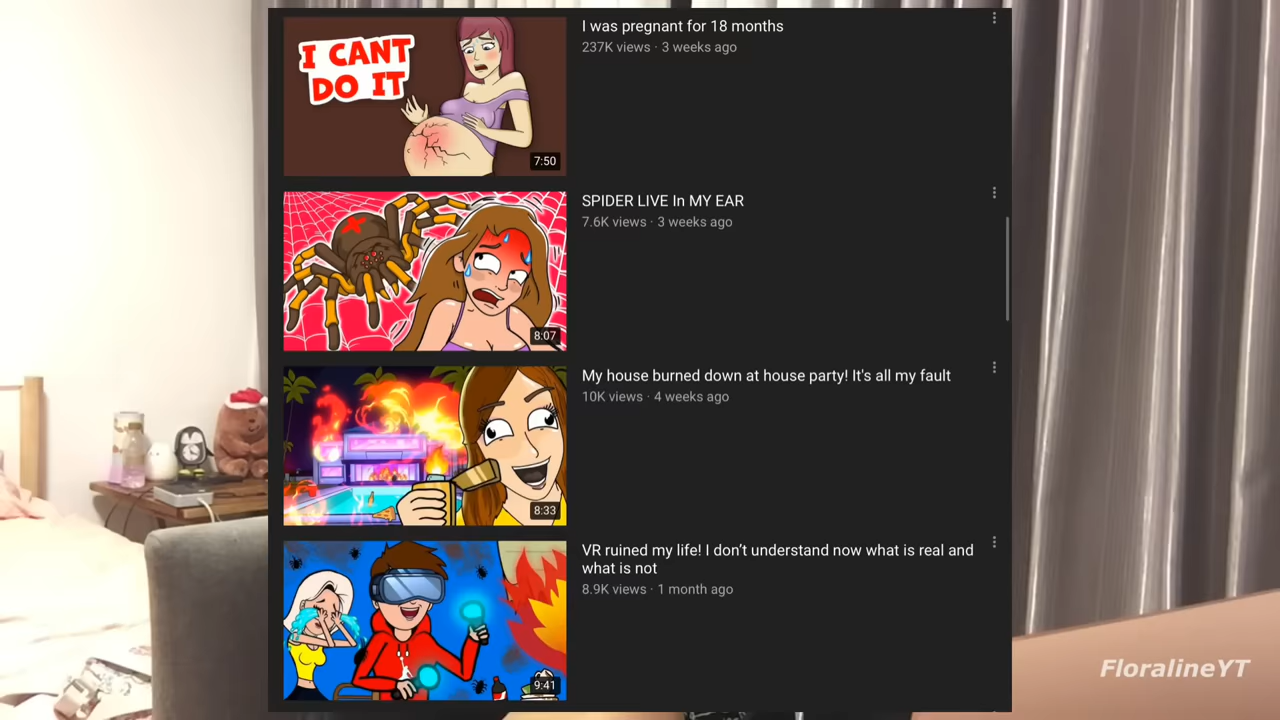 I CANT
DO IT
7:50
I was pregnant for 18 months
237K views · 3 weeks ago
8:07
SPIDER LIVE In MY EAR
7.6K views · 3 weeks ago
8:33
My house burned down at house party! It's all my fault
10K views · 4 weeks ago
9:41
VR ruined my life! I don’t understand now what is real and
what is not
8.9K views · 1 month ago
FloralineYT